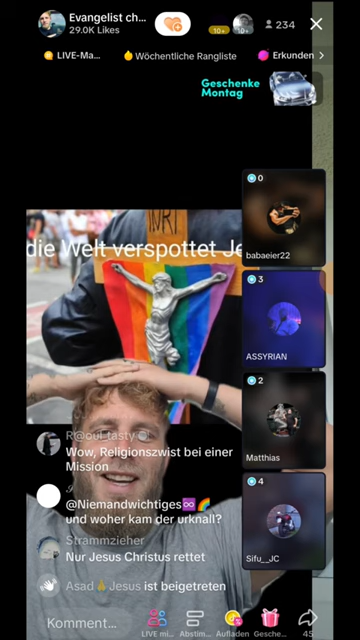 Evangelist ch...
29.0K Likes
10+
10+
234
LIVE-Ma...
Wöchentliche Rangliste
Erkunden
Geschenke
Montag
0
babaeier22
die Welt verspottet Je
3
ASSYRIAN
2
Matthias
4
Sifu__JC
R@oul_tasty
Wow, Religionszwist bei einer
Mission
@Niemandwichtiges♾️🌈
und woher kam der urknall?
Strammzieher
Nur Jesus Christus rettet
Asad🔥Jesus ist beigetreten
Kommentar...
LIVE mi...
Abstim...
Aufladen
Gesche...
45